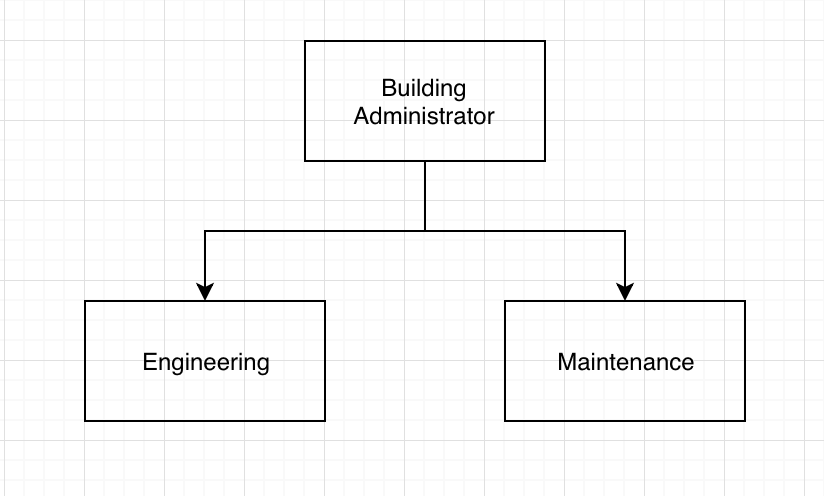 Building
Administrator
Engineering
Maintenance